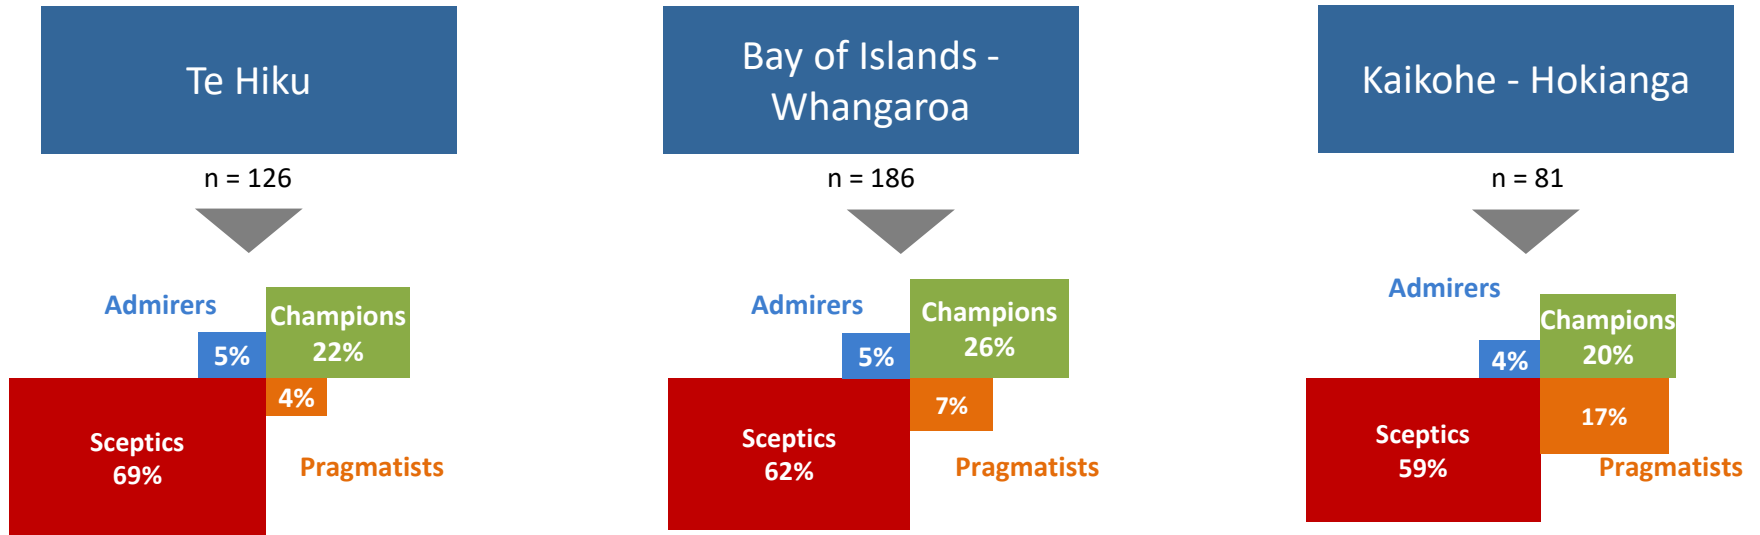 Te Hiku
n = 126
Admirers
5%
Champions
22%
Sceptics
69%
4%
Pragmatists
Bay of Islands -
Whangaroa
n = 186
Admirers
5%
Champions
26%
Sceptics
62%
7%
Pragmatists
Kaikohe - Hokianga
n = 81
Admirers
4%
Champions
20%
Sceptics
59%
17%
Pragmatists